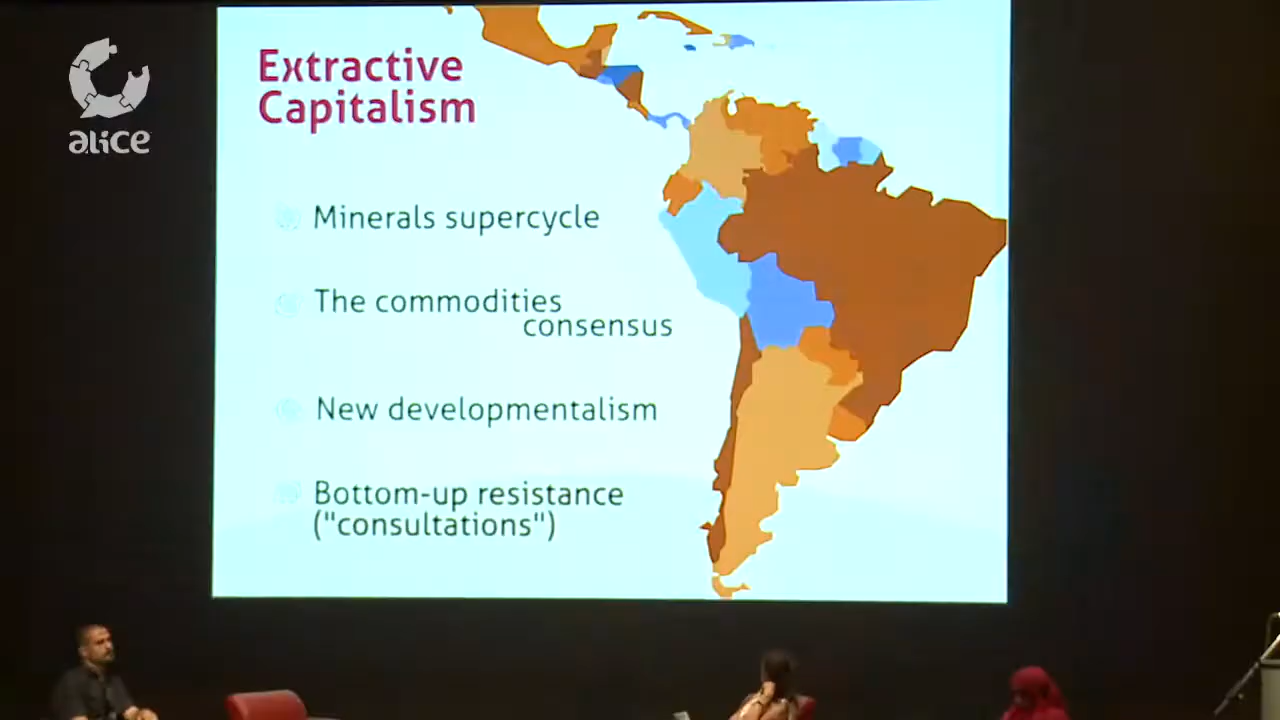 alice
Extractive
Capitalism
Minerals supercycle
The commodities
consensus
New developmentalism
Bottom-up resistance
("consultations")